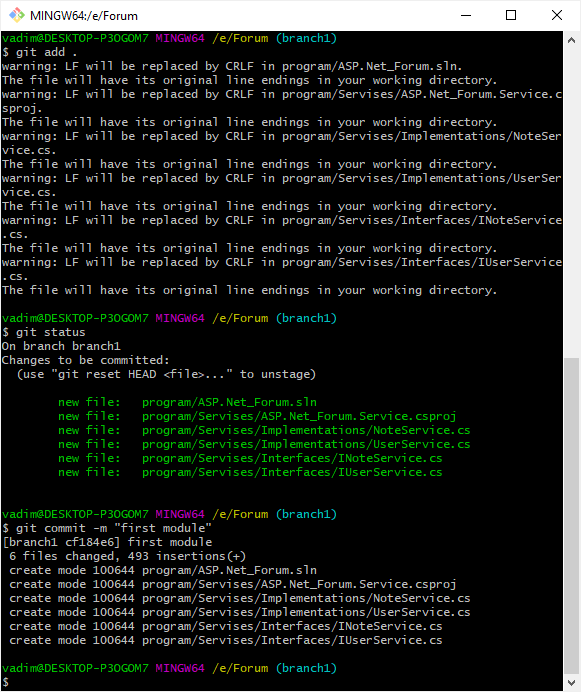 MINGW64:/e/Forum
vadim@DESKTOP-P3OGOM7 MINGW64 /e/Forum (branch1)
$ git add .
warning: LF will be replaced by CRLF in program/ASP.Net_Forum.sln.
The file will have its original line endings in your working directory.
warning: LF will be replaced by CRLF in program/Servises/ASP.Net_Forum.Service.c
sproj.
The file will have its original line endings in your working directory.
warning: LF will be replaced by CRLF in program/Servises/Implementations/NoteSer
vice.cs.
The file will have its original line endings in your working directory.
warning: LF will be replaced by CRLF in program/Servises/Implementations/UserSer
vice.cs.
The file will have its original line endings in your working directory.
warning: LF will be replaced by CRLF in program/Servises/Interfaces/INoteService
.cs.
The file will have its original line endings in your working directory.
warning: LF will be replaced by CRLF in program/Servises/Interfaces/IUserService
.cs.
The file will have its original line endings in your working directory.
vadim@DESKTOP-P3OGOM7 MINGW64 /e/Forum (branch1)
$ git status
On branch branch1
Changes to be committed:
(use "git reset HEAD <file>..." to unstage)
new file: program/ASP.Net_Forum.sln
new file: program/Servises/ASP.Net_Forum.Service.csproj
new file: program/Servises/Implementations/NoteService.cs
new file: program/Servises/Implementations/UserService.cs
new file: program/Servises/Interfaces/INoteService.cs
new file: program/Servises/Interfaces/IUserService.cs
vadim@DESKTOP-P3OGOM7 MINGW64 /e/Forum (branch1)
$ git commit -m "first module"
[branch1 cf184e6] first module
6 files changed, 493 insertions(+)
create mode 100644 program/ASP.Net_Forum.sln
create mode 100644 program/Servises/ASP.Net_Forum.Service.csproj
create mode 100644 program/Servises/Implementations/NoteService.cs
create mode 100644 program/Servises/Implementations/UserService.cs
create mode 100644 program/Servises/Interfaces/INoteService.cs
create mode 100644 program/Servises/Interfaces/IUserService.cs
vadim@DESKTOP-P3OGOM7 MINGW64 /e/Forum (branch1)
$